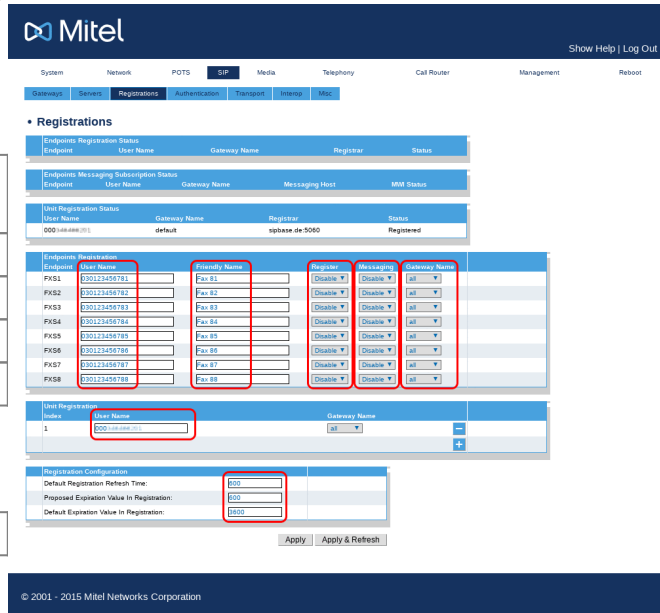 Mitel
Show Help | Log Out
System Network POTS SIP Media Telephony Call Router Management Reboot
Gateways Servers Registrations Authentication Transport Interop Misc
• Registrations
Endpoints Registration Status
Endpoint User Name Gateway Name Registrar Status
Endpoints Messaging Subscription Status
Endpoint User Name Gateway Name Messaging Host MWI Status
Unit Registration Status
User Name Gateway Name Registrar Status
000 default sipbase.de:5060 Registered
Endpoints Registration
Endpoint User Name Friendly Name Register Messaging Gateway Name
FXS1 030123456781 Fax 81 Disable Disable all
FXS2 030123456782 Fax 82 Disable Disable all
FXS3 030123456783 Fax 83 Disable Disable all
FXS4 030123456784 Fax 84 Disable Disable all
FXS5 030123456785 Fax 85 Disable Disable all
FXS6 030123456786 Fax 86 Disable Disable all
FXS7 030123456787 Fax 87 Disable Disable all
FXS8 030123456788 Fax 88 Disable Disable all
Unit Registration
Index User Name Gateway Name
1 000 all −
+
Registration Configuration
Default Registration Refresh Time: 600
Proposed Expiration Value In Registration: 600
Default Expiration Value In Registration: 3600
Apply Apply & Refresh
© 2001 - 2015 Mitel Networks Corporation